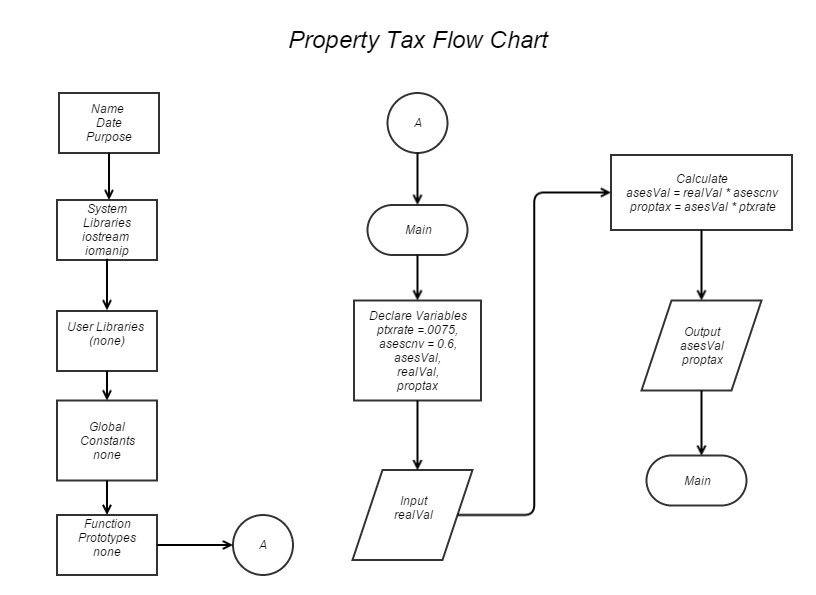 Property Tax Flow Chart
Name
Date
Purpose
System
Libraries
iostream
iomanip
User Libraries
(none)
Global
Constants
none
Function
Prototypes
none
A
A
Main
Declare Variables
ptxrate =.0075,
asescnv = 0.6,
asesVal,
realVal,
proptax
Input
realVal
Calculate
asesVal = realVal * asescnv
proptax = asesVal * ptxrate
Output
asesVal
proptax
Main